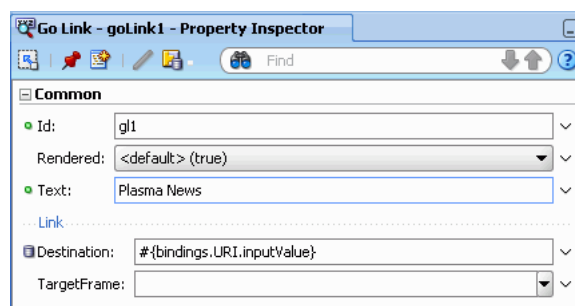 Go Link - goLink1 - Property Inspector
Find
Common
Id: gl1
Rendered: <default> (true)
Text: Plasma News
Link
Destination: #{bindings.URI.inputValue}
TargetFrame: